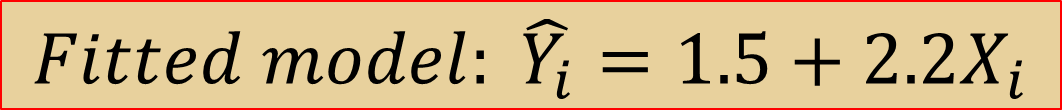 Fitted model: Ŷᵢ = 1.5 + 2.2Xᵢ